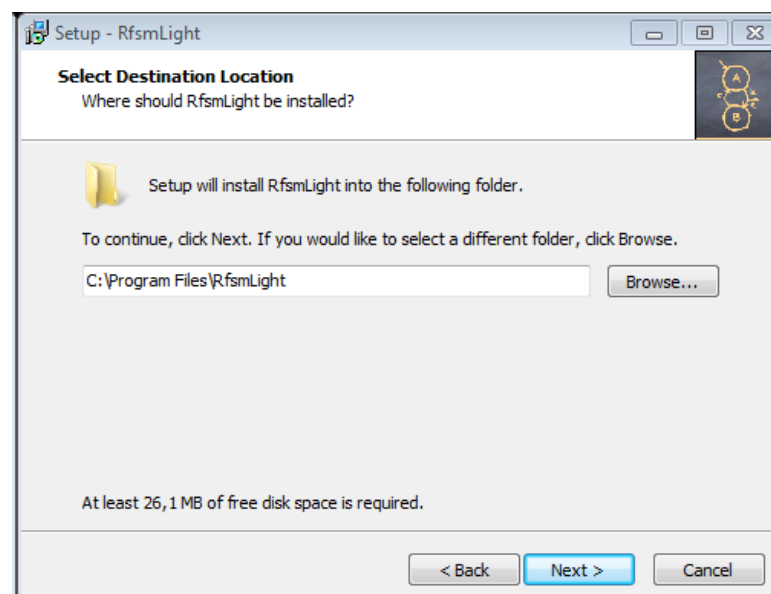 Setup - RfsmLight
Select Destination Location
Where should RfsmLight be installed?
A
B
Setup will install RfsmLight into the following folder.
To continue, click Next. If you would like to select a different folder, click Browse.
C:\Program Files\RfsmLight
Browse...
At least 26,1 MB of free disk space is required.
< Back
Next >
Cancel